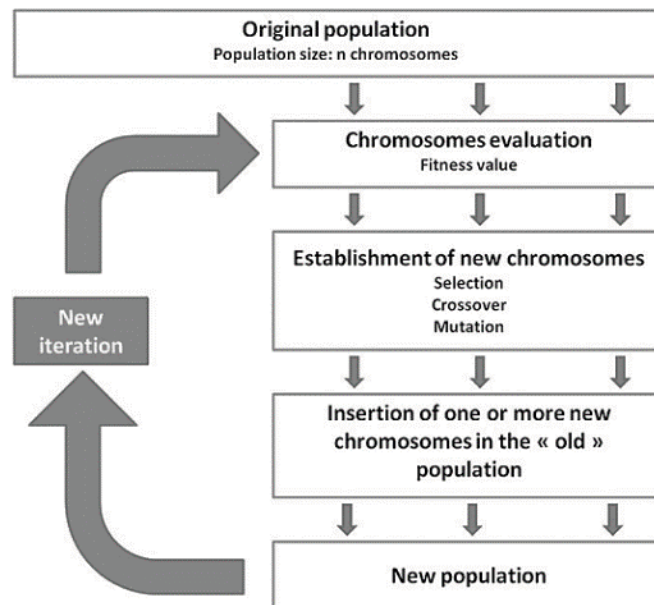 Original population
Population size: n chromosomes
Chromosomes evaluation
Fitness value
Establishment of new chromosomes
Selection
Crossover
Mutation
New
iteration
Insertion of one or more new
chromosomes in the « old »
population
New population